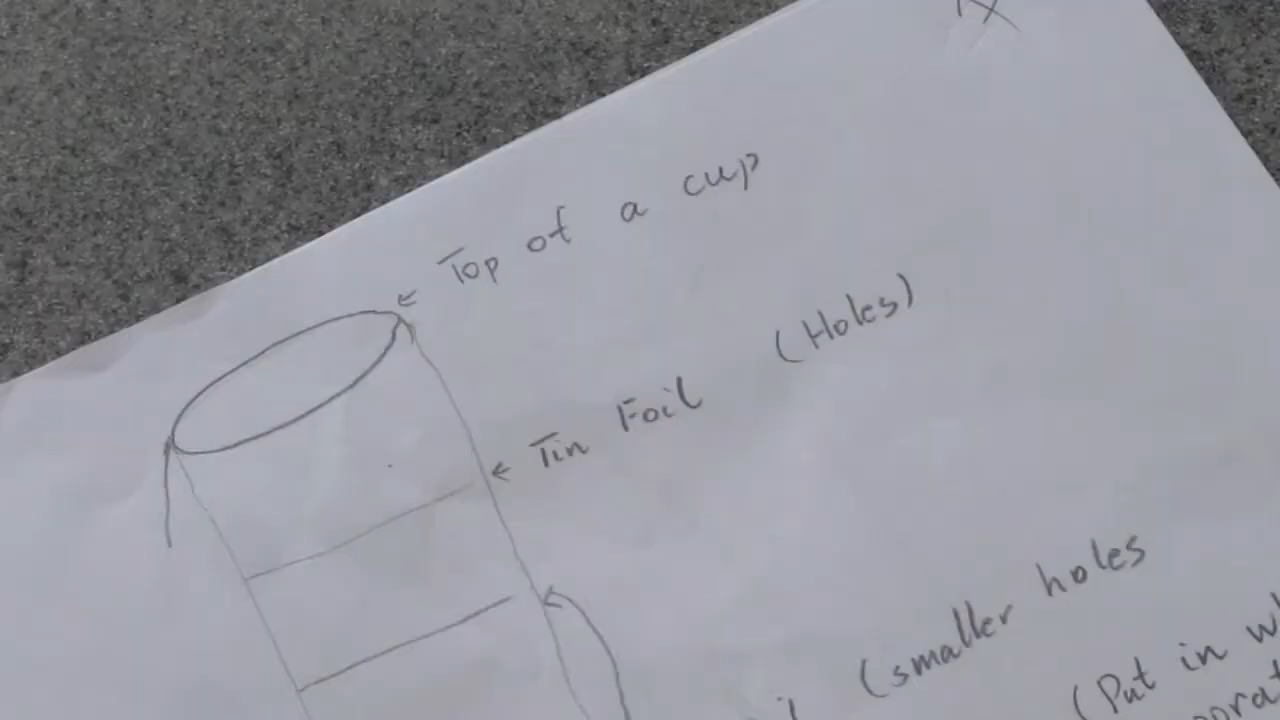 Top of a cup
Tin Foil (Holes)
(smaller holes
(Put in